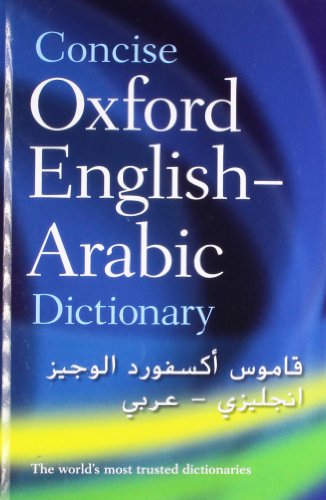 Concise
Oxford
English–
Arabic
Dictionary
قاموس أكسفورد الوجيز
انجليزي – عربي
The world's most trusted dictionaries